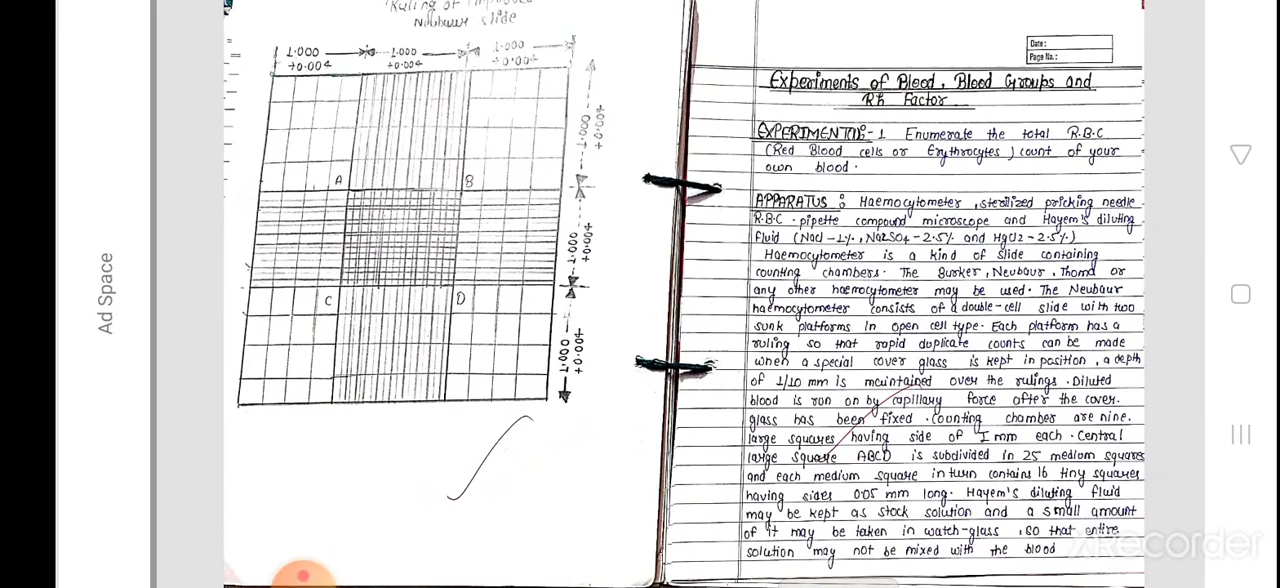 Ruling of Improved
Neubaur slide
1.000
+0.004
1.000
+0.004
1.000
+0.004
1.000
+0.004
1.000
+0.004
1.000
+0.004
A
B
C
D
Ad Space
Date:
Page No.:
Experiments of Blood, Blood Groups and
Rh Factor
EXPERIMENT NO:- 1 Enumerate the total R.B.C
(Red Blood cells or Erythrocytes) count of your
own blood.
APPARATUS : Haemocytometer, sterilized pricking needle
R.B.C. pipette compound microscope and Hayem's diluting
fluid (Nacl-1%, Na2SO4-2.5% and HgCl2-2.5%)
Haemocytometer is a kind of slide containing
counting chambers. The Burker, Neubaur, Thoma or
any other haemocytometer may be used. The Neubaur
haemocytometer consists of a double-cell slide with two
sunk platforms in open cell type. Each platform has a
ruling so that rapid duplicate counts can be made
when a special cover glass is kept in position, a depth
of 1/10 mm is maintained over the rulings. Diluted
blood is run on by capillary force after the cover.
glass has been fixed. Counting chamber are nine.
large squares having side of 1mm each. Central
large square ABCD is subdivided in 25 medium squares
and each medium square in turn contains 16 tiny squares
having sides 0.05 mm long. Hayem's diluting fluid
may be kept as stock solution and a small amount
of it may be taken in watch-glass, so that entire
solution may not be mixed with the blood
XRecorder